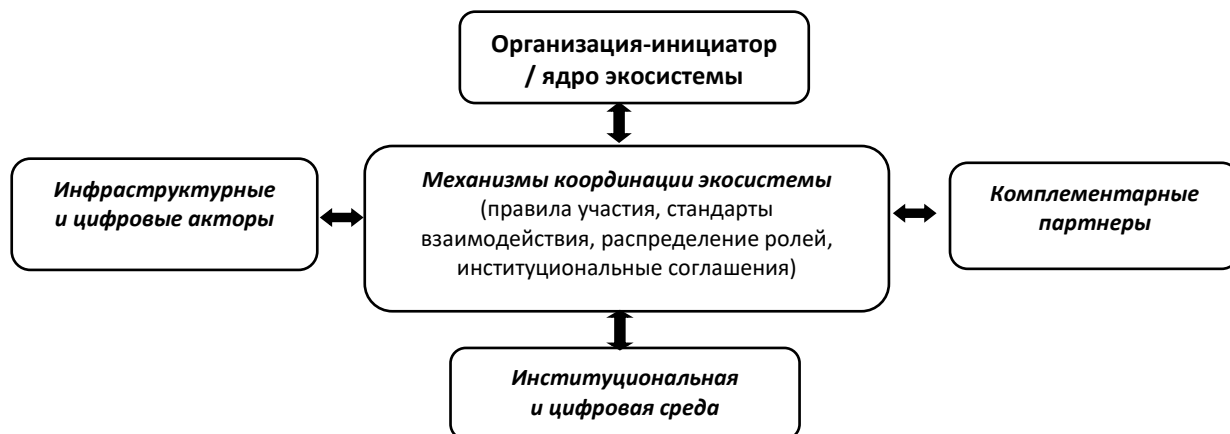 Организация-инициатор
/ ядро экосистемы
Инфраструктурные
и цифровые акторы
Механизмы координации экосистемы
(правила участия, стандарты
взаимодействия, распределение ролей,
институциональные соглашения)
Комплементарные
партнеры
Институциональная
и цифровая среда